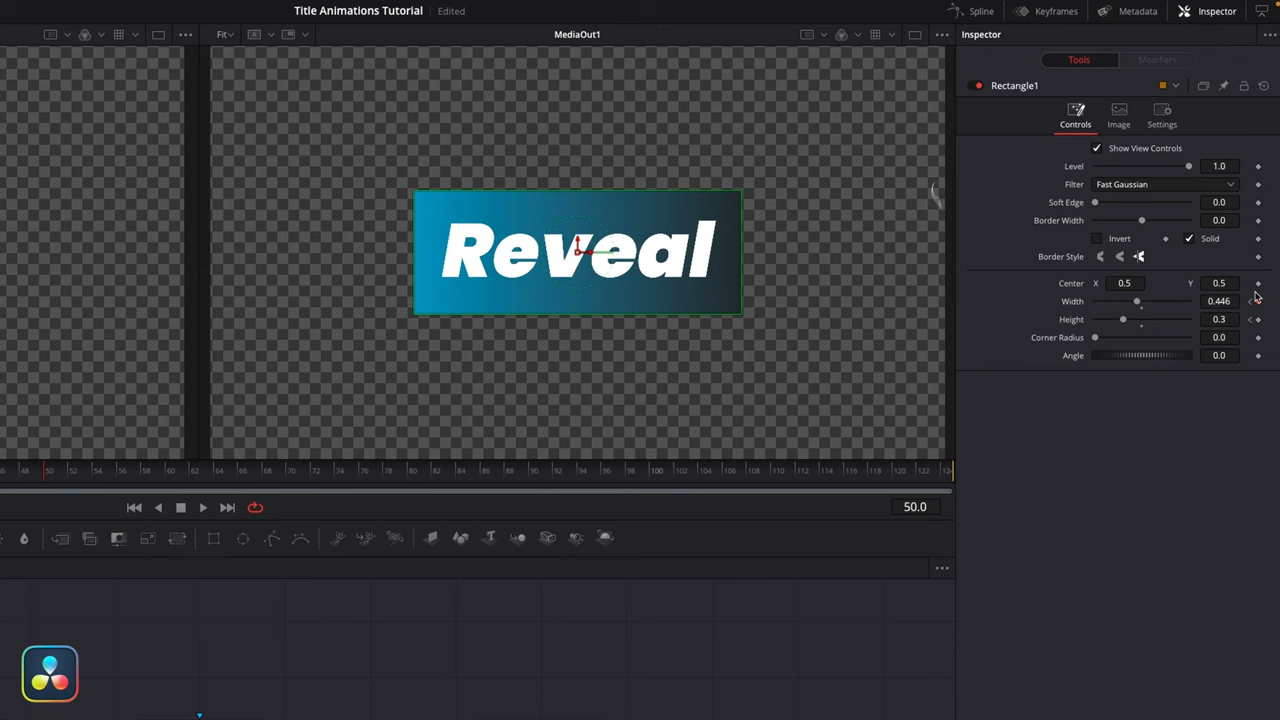 Title Animations Tutorial
Edited
Spline
Keyframes
Metadata
Inspector
Fit
MediaOut1
Inspector
Tools
Modifiers
Rectangle1
Controls
Image
Settings
Show View Controls
Level 1.0
Filter Fast Gaussian
Soft Edge 0.0
Border Width 0.0
Invert Solid
Border Style
Center X 0.5 Y 0.5
Width 0.446
Height 0.3
Corner Radius 0.0
Angle 0.0
Reveal
48 50 52 54 56 58 60 62 64 66 68 70 72 74 76 78 80 82 84 86 88 90 92 94 96 98 100 102 104 106 108 110 112 114 116 118 120 122
50.0